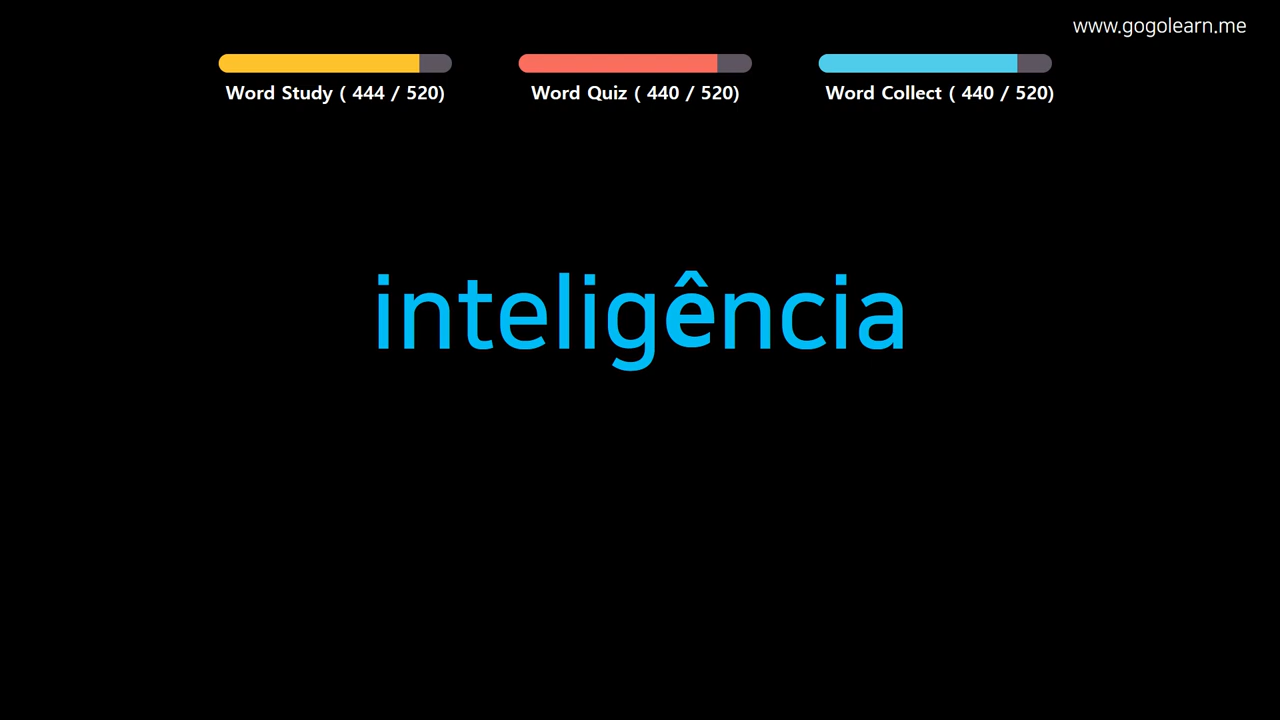 www.gogolearn.me
Word Study ( 444 / 520)
Word Quiz ( 440 / 520)
Word Collect ( 440 / 520)
inteligência